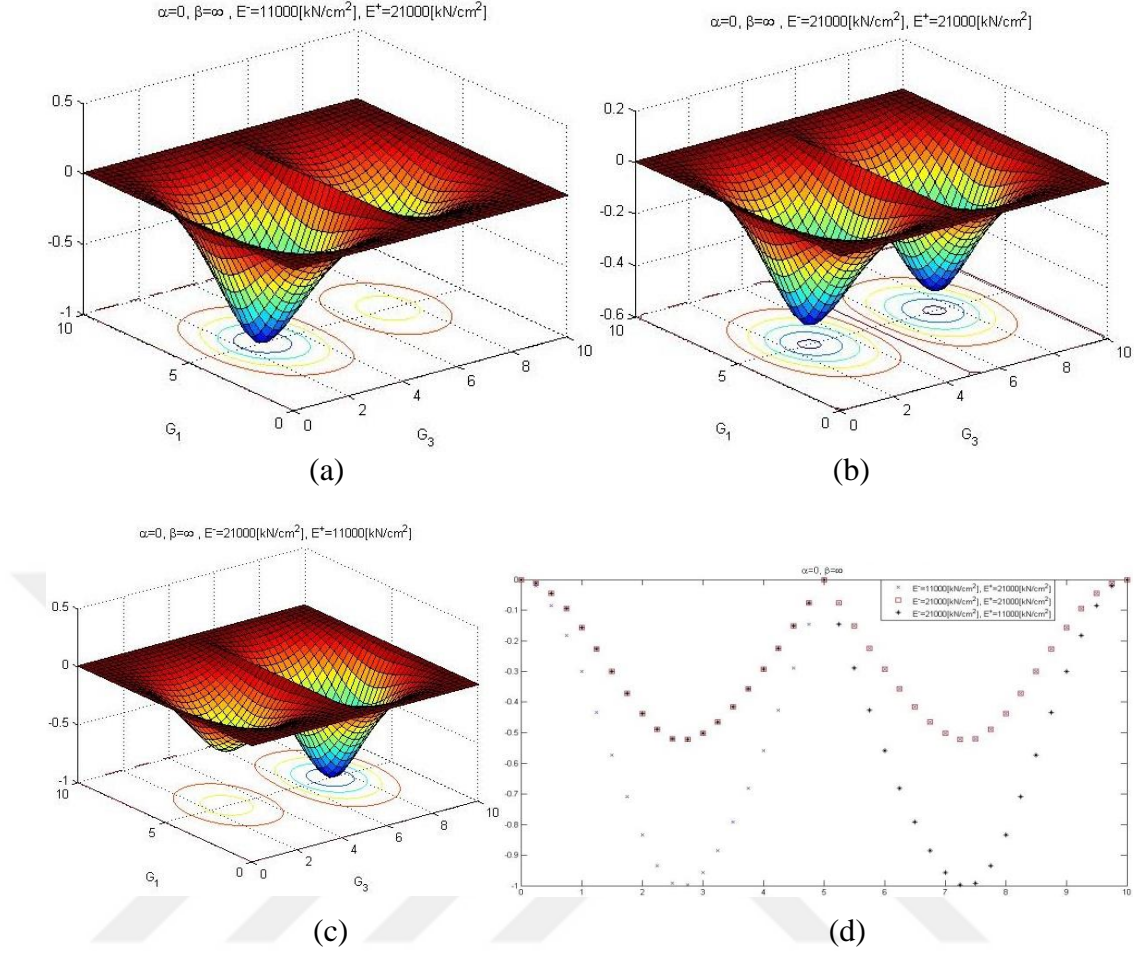 α=0, β=∞ , E⁻=11000[kN/cm²], E⁺=21000[kN/cm²]
0.5
0
-0.5
-1
10
5
0
0
2
4
6
8
10
G₁
G₃
(a)
α=0, β=∞ , E⁻=21000[kN/cm²], E⁺=21000[kN/cm²]
0.2
0
-0.2
-0.4
-0.6
10
5
0
0
2
4
6
8
10
G₁
G₃
(b)
α=0, β=∞ , E⁻=21000[kN/cm²], E⁺=11000[kN/cm²]
0.5
0
-0.5
-1
10
5
0
0
2
4
6
8
10
G₁
G₃
(c)
α=0, β=∞
E⁻=11000[kN/cm²], E⁺=21000[kN/cm²]
E⁻=21000[kN/cm²], E⁺=21000[kN/cm²]
E⁻=21000[kN/cm²], E⁺=11000[kN/cm²]
0
-0.1
-0.2
-0.3
-0.4
-0.5
-0.6
-0.7
-0.8
-0.9
-1
0 1 2 3 4 5 6 7 8 9 10
(d)